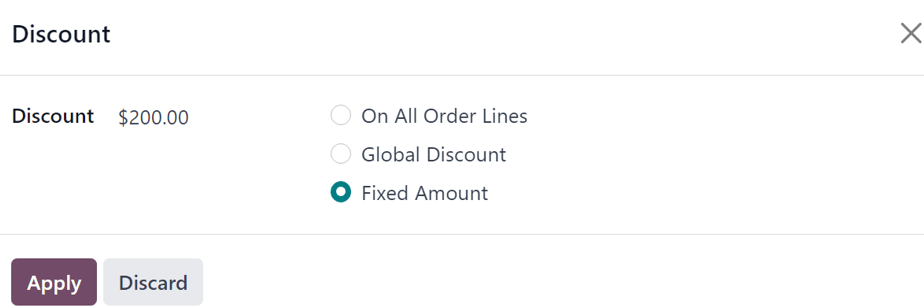 Discount
Discount $200.00
On All Order Lines
Global Discount
Fixed Amount
Apply Discard